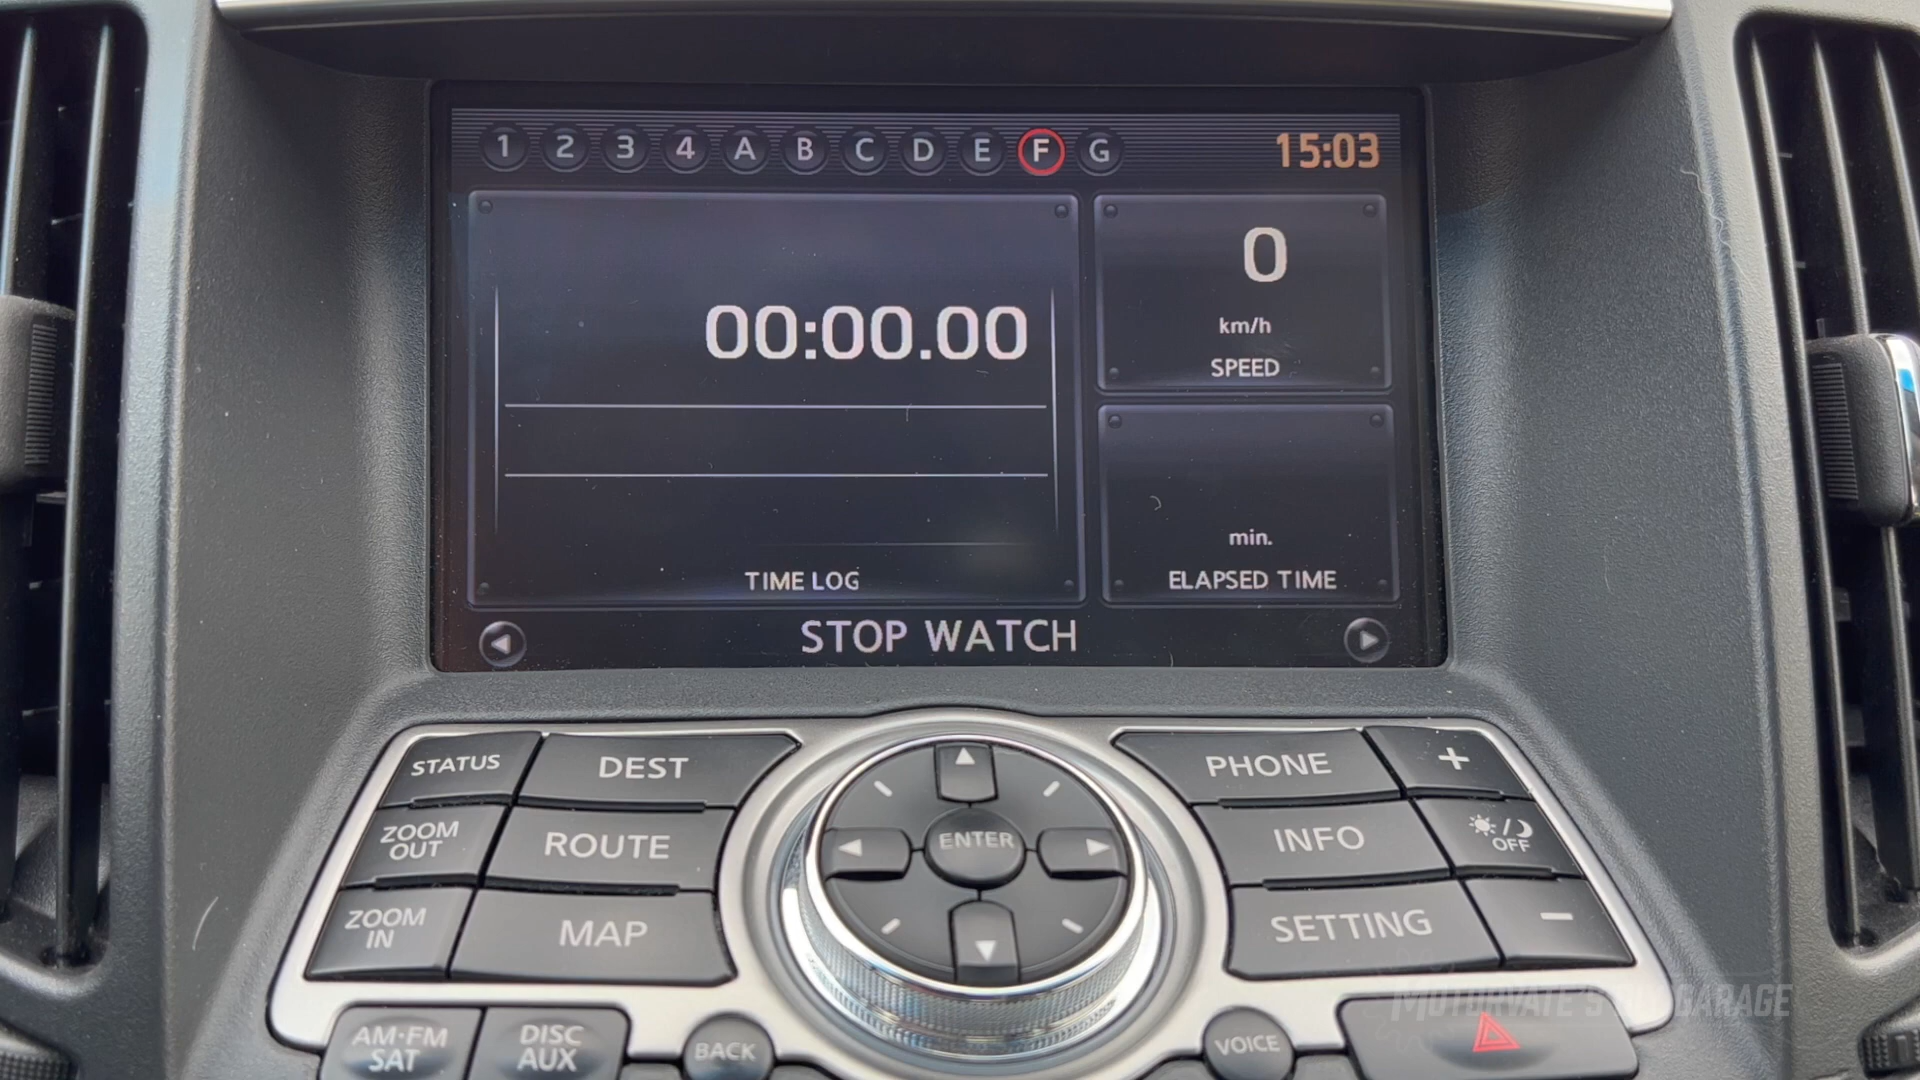 1 2 3 4 A B C D E F G 15:03
00:00.00
0
km/h
SPEED
min.
TIME LOG
ELAPSED TIME
STOP WATCH
STATUS
DEST
PHONE
+
ZOOM
OUT
ROUTE
ENTER
INFO
OFF
ZOOM
IN
MAP
SETTING
-
AM·FM
SAT
DISC
AUX
BACK
VOICE